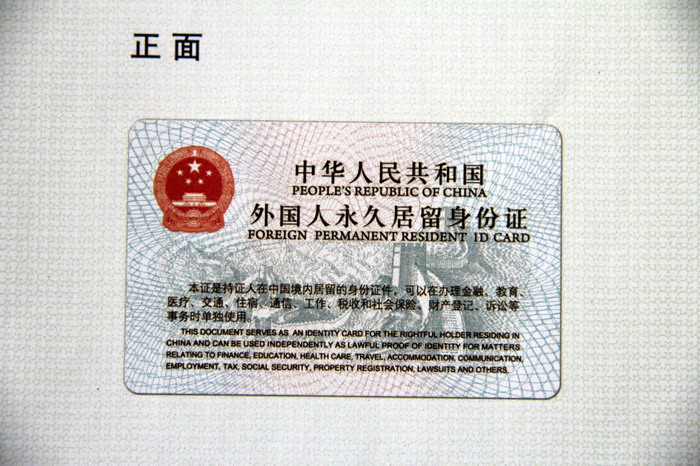 正面
中华人民共和国
PEOPLE'S REPUBLIC OF CHINA
外国人永久居留身份证
FOREIGN PERMANENT RESIDENT ID CARD
本证是持证人在中国境内居留的身份证件，可以在办理金融、教育、
医疗、交通、住宿、通信、工作、税收和社会保险、财产登记、诉讼等
事务时单独使用。
THIS DOCUMENT SERVES AS AN IDENTITY CARD FOR THE RIGHTFUL HOLDER RESIDING IN
CHINA AND CAN BE USED INDEPENDENTLY AS LAWFUL PROOF OF IDENTITY FOR MATTERS
RELATING TO FINANCE, EDUCATION, HEALTH CARE, TRAVEL, ACCOMMODATION, COMMUNICATION,
EMPLOYMENT, TAX, SOCIAL SECURITY, PROPERTY REGISTRATION, LAWSUITS AND OTHERS.